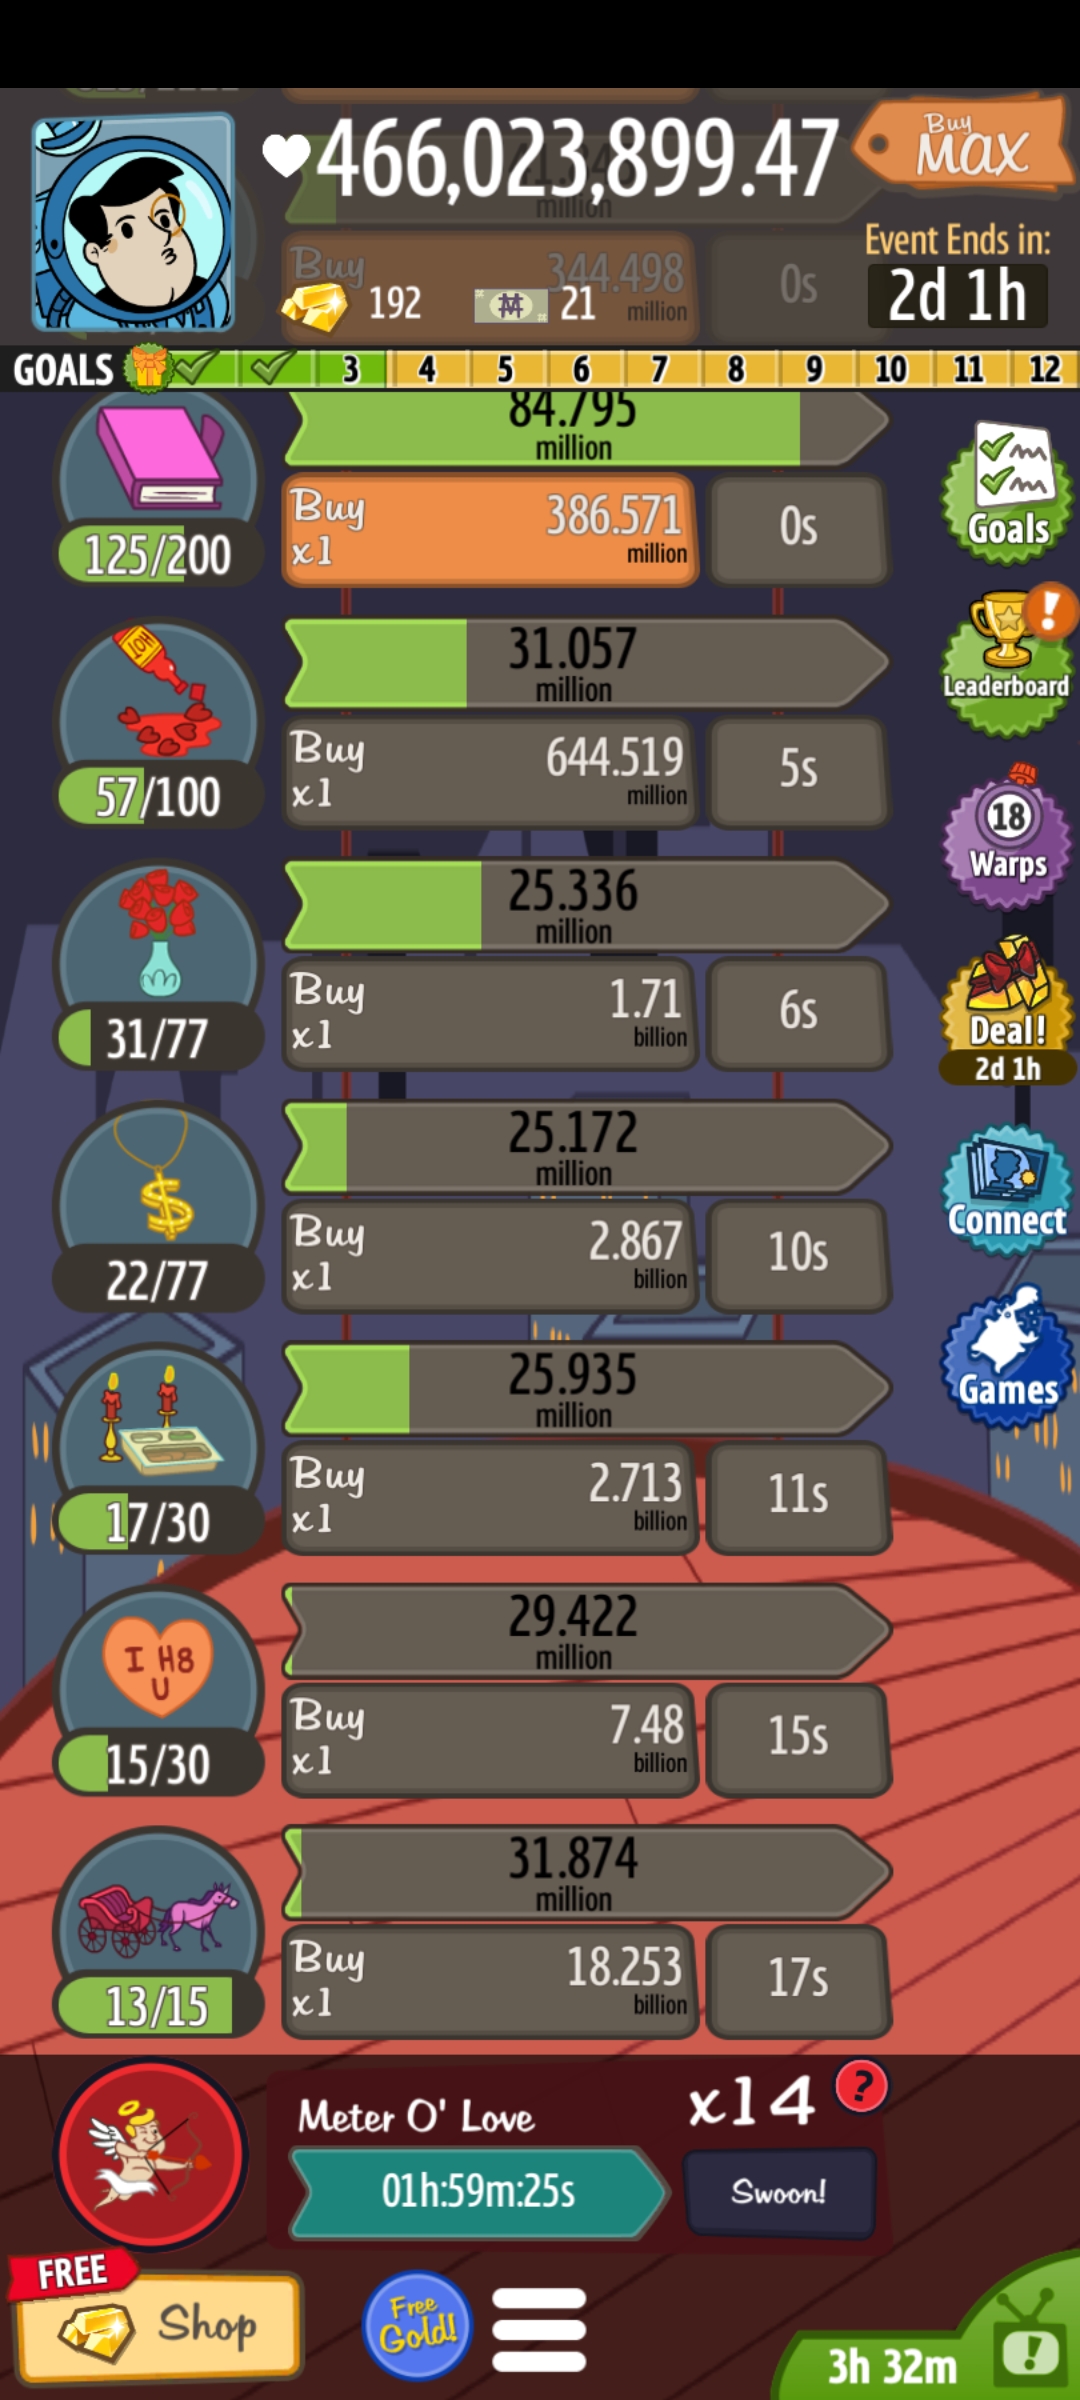 466,023,899.47
Buy
MAX
million
Buy
344.498
million
0s
192
21
Event Ends in:
2d 1h
GOALS
3
4
5
6
7
8
9
10
11
12
84.795
million
125/200
Buy
x1
386.571
million
0s
Goals
HOT
57/100
31.057
million
Buy
x1
644.519
million
5s
!
Leaderboard
31/77
25.336
million
Buy
x1
1.71
billion
6s
18
Warps
Deal!
2d 1h
$
22/77
25.172
million
Buy
x1
2.867
billion
10s
Connect
17/30
25.935
million
Buy
x1
2.713
billion
11s
Games
I H8
U
15/30
29.422
million
Buy
x1
7.48
billion
15s
13/15
31.874
million
Buy
x1
18.253
billion
17s
Meter O' Love
x14
?
01h:59m:25s
Swoon!
FREE
Shop
Free
Gold!
3h 32m
!